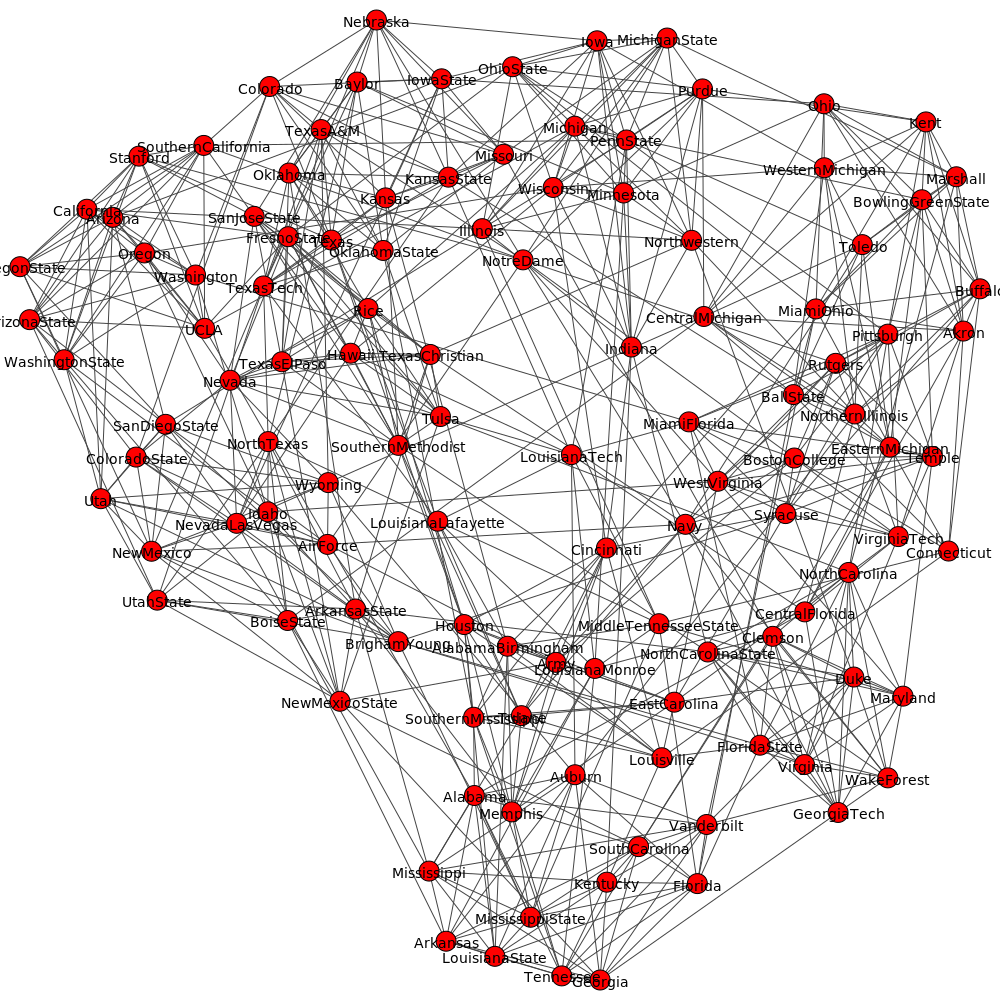 Nebraska
Iowa
MichiganState
OhioState
IowaState
Baylor
Colorado
Purdue
Ohio
Kent
TexasA&M
Michigan
PennState
SouthernCalifornia
Stanford
Missouri
WesternMichigan
Marshall
Oklahoma
KansasState
Kansas
Wisconsin
Minnesota
BowlingGreenState
California
Arizona
SanJoseState
Illinois
FresnoState
Texas
Northwestern
Toledo
Oregon
OklahomaState
NotreDame
egonState
Washington
TexasTech
Buffalo
Rice
MiamiOhio
CentralMichigan
rizonaState
UCLA
Akron
Pittsburgh
Indiana
WashingtonState
Hawaii
TexasChristian
TexasElPaso
Rutgers
Nevada
BallState
NorthernIllinois
Tulsa
MiamiFlorida
SanDiegoState
NorthTexas
SouthernMethodist
EasternMichigan
ColoradoState
LouisianaTech
BostonCollege
Temple
Wyoming
WestVirginia
Utah
Idaho
Syracuse
NevadaLasVegas
LouisianaLafayette
Navy
VirginiaTech
NewMexico
AirForce
Cincinnati
Connecticut
NorthCarolina
UtahState
ArkansasState
CentralFlorida
BoiseState
Houston
MiddleTennesseeState
Clemson
BrighamYoung
AlabamaBirmingham
NorthCarolinaState
Army
LouisianaMonroe
Duke
Maryland
NewMexicoState
EastCarolina
SouthernMississippi
Tulane
FloridaState
Louisville
Virginia
Auburn
WakeForest
Alabama
Memphis
GeorgiaTech
Vanderbilt
SouthCarolina
Mississippi
Kentucky
Florida
MississippiState
Arkansas
LouisianaState
Tennessee
Georgia